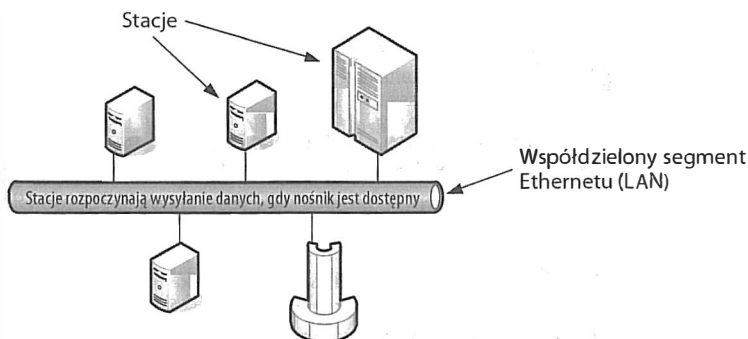 Stacje
Stacje rozpoczynają wysyłanie danych, gdy nośnik jest dostępny
Współdzielony segment
Ethernetu (LAN)